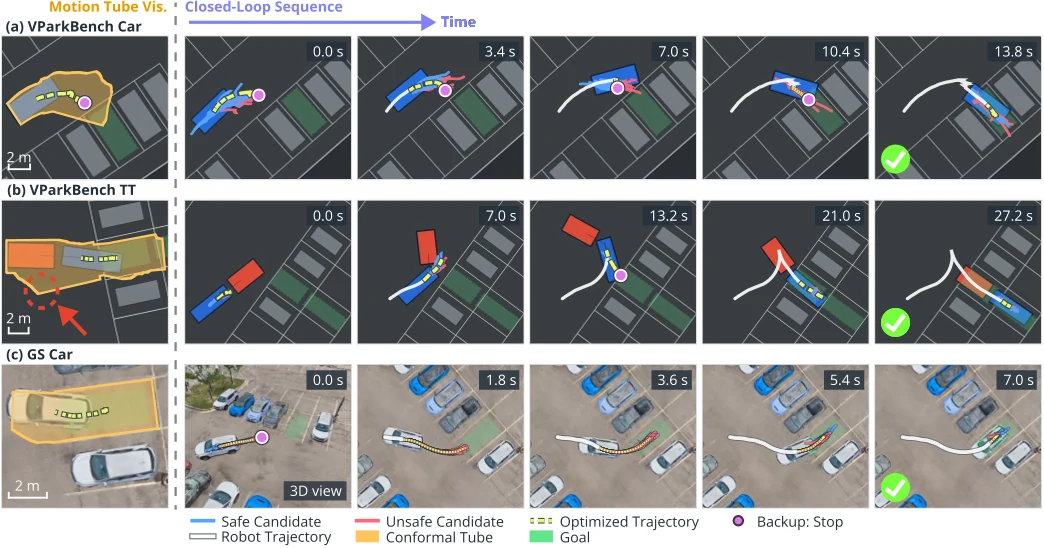 Motion Tube Vis.
Closed-Loop Sequence
Time
(a) VParkBench Car
2 m
0.0 s
3.4 s
7.0 s
10.4 s
13.8 s
(b) VParkBench TT
2 m
0.0 s
7.0 s
13.2 s
21.0 s
27.2 s
(c) GS Car
2 m
0.0 s
3D view
1.8 s
3.6 s
5.4 s
7.0 s
Safe Candidate
Unsafe Candidate
Optimized Trajectory
Backup: Stop
Robot Trajectory
Conformal Tube
Goal